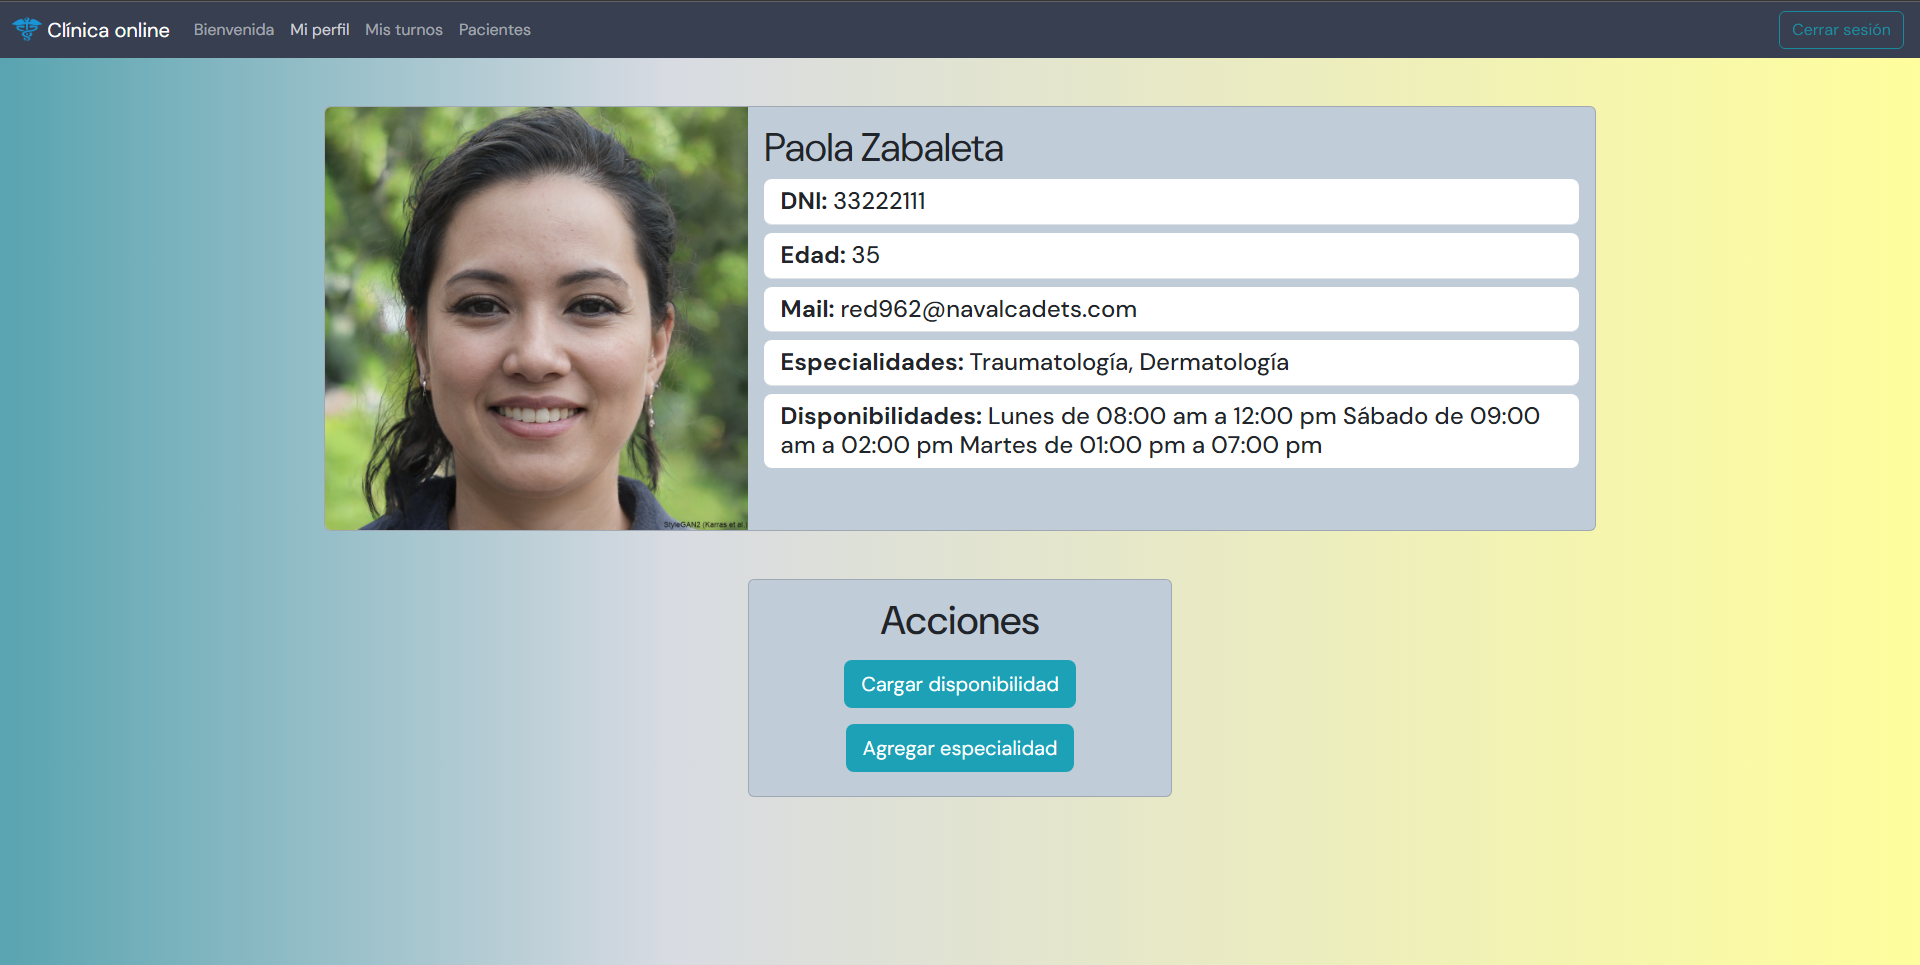 Clínica online
Bienvenida
Mi perfil
Mis turnos
Pacientes
Cerrar sesión
StyleGAN2 (Karras et al.)
Paola Zabaleta
DNI: 33222111
Edad: 35
Mail: red962@navalcadets.com
Especialidades: Traumatología, Dermatología
Disponibilidades: Lunes de 08:00 am a 12:00 pm Sábado de 09:00
am a 02:00 pm Martes de 01:00 pm a 07:00 pm
Acciones
Cargar disponibilidad
Agregar especialidad